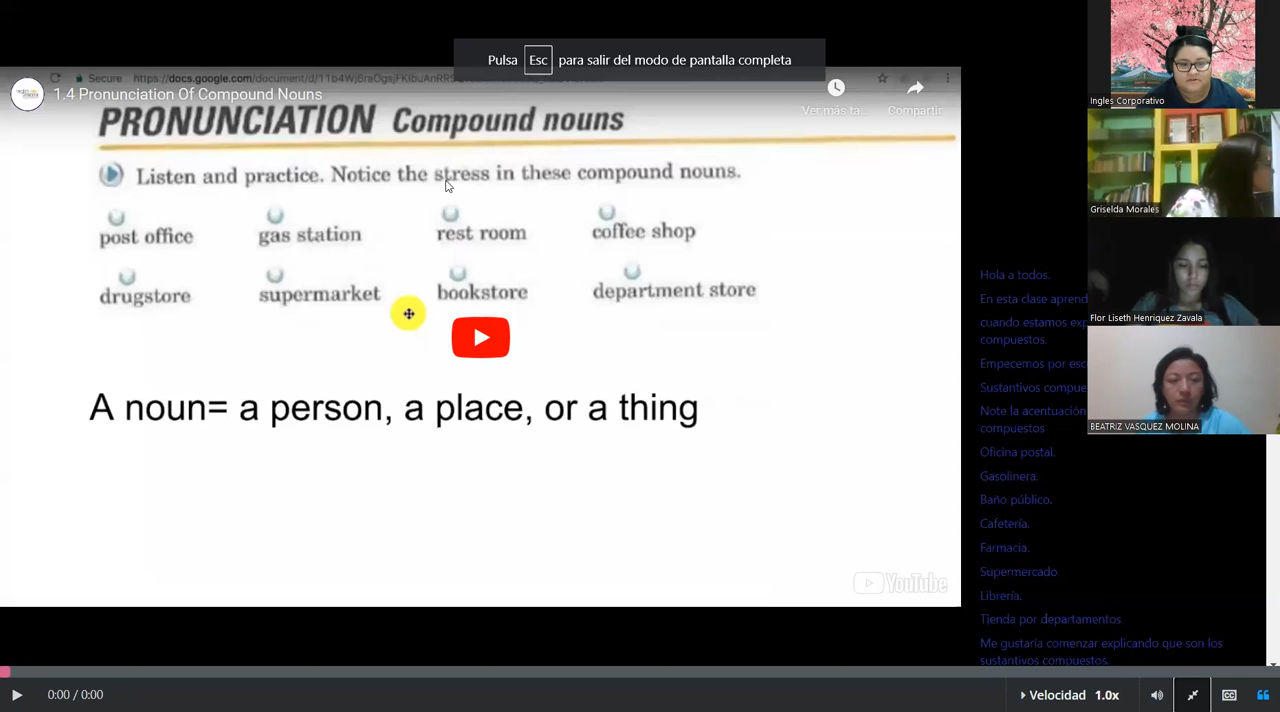 Pulsa Esc para salir del modo de pantalla completa
Secure
1.4 Pronunciation Of Compound Nouns
Ver más ta...
Compartir
PRONUNCIATION Compound nouns
Listen and practice. Notice the stress in these compound nouns.
post office gas station rest room coffee shop
drugstore supermarket bookstore department store
A noun= a person, a place, or a thing
YouTube
Ingles Corporativo
Griselda Morales
Flor Liseth Henriquez Zavala
BEATRIZ VASQUEZ MOLINA
Hola a todos.
En esta clase
cuando estamos
compuestos.
Empecemos por
Sustantivos
Note la acentuación
compuestos
Oficina postal.
Gasolinera.
Baño público.
Cafetería.
Farmacia.
Supermercado.
Librería.
Tienda por departamentos
Me gustaría comenzar explicando que son los
sustantivos compuestos.
0:00 / 0:00
Velocidad 1.0x
CC